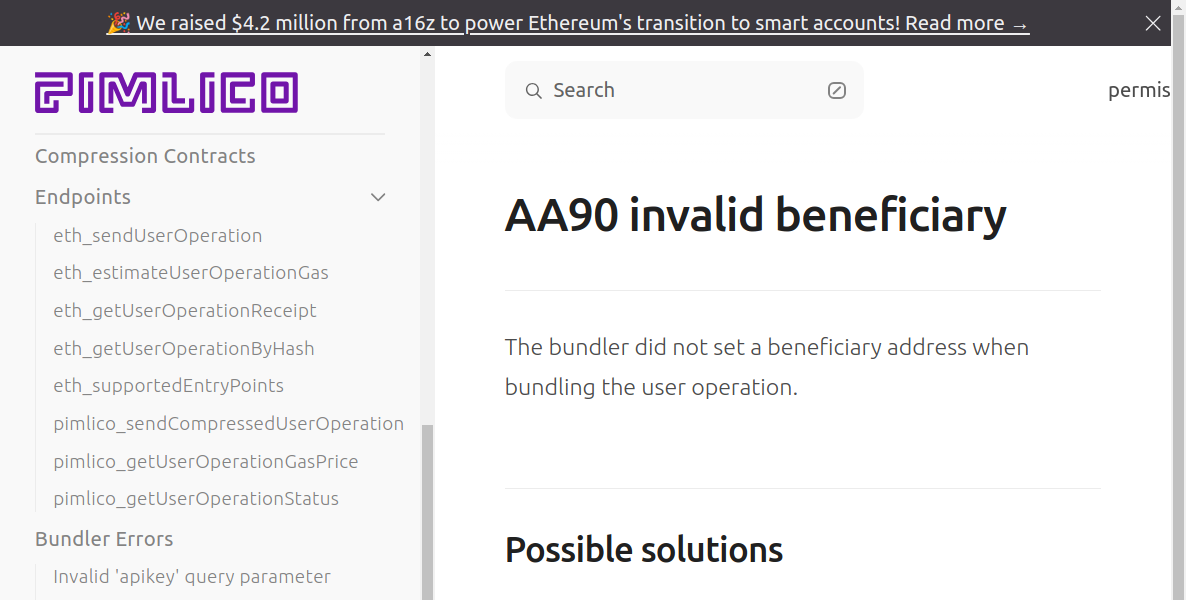 🎉 We raised $4.2 million from a16z to power Ethereum's transition to smart accounts! Read more →
PIMLICO
Search
permis
Compression Contracts
Endpoints
eth_sendUserOperation
eth_estimateUserOperationGas
eth_getUserOperationReceipt
eth_getUserOperationByHash
eth_supportedEntryPoints
pimlico_sendCompressedUserOperation
pimlico_getUserOperationGasPrice
pimlico_getUserOperationStatus
Bundler Errors
Invalid 'apikey' query parameter
AA90 invalid beneficiary
The bundler did not set a beneficiary address when
bundling the user operation.
Possible solutions